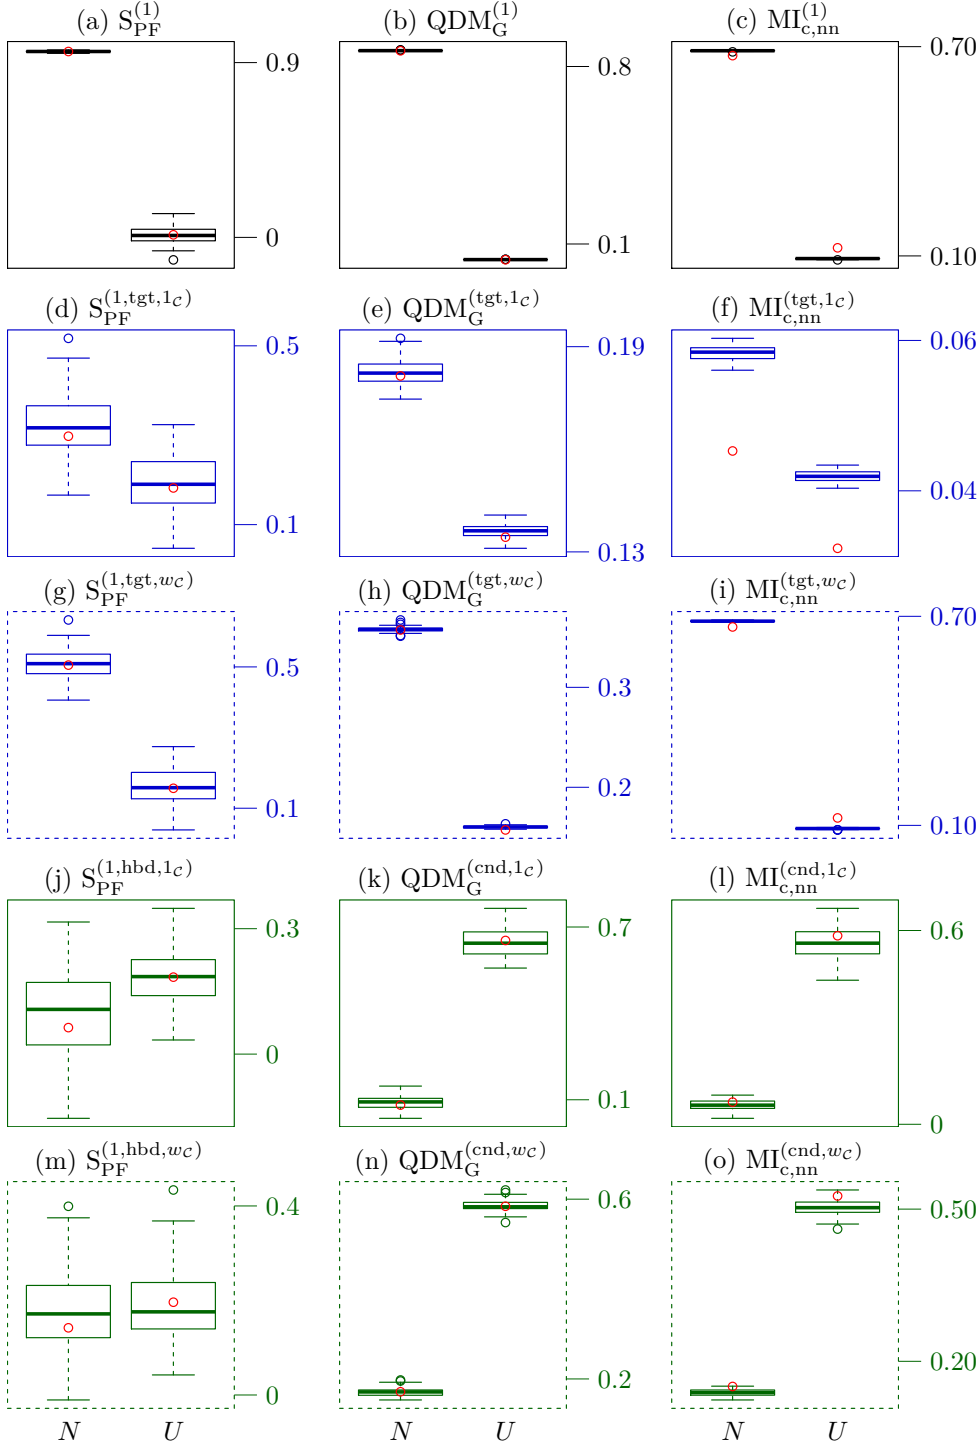 (a) S_PF^(1) (b) QDM_G^(1) (c) MI_c,nn^(1)
0.9 0.8 0.70
0 0.1 0.10
(d) S_PF^(1,tgt,1_C) (e) QDM_G^(tgt,1_C) (f) MI_c,nn^(tgt,1_C)
0.5 0.19 0.06
0.1 0.13 0.04
(g) S_PF^(1,tgt,w_C) (h) QDM_G^(tgt,w_C) (i) MI_c,nn^(tgt,w_C)
0.5 0.3 0.70
0.1 0.2 0.10
(j) S_PF^(1,hbd,1_C) (k) QDM_G^(cnd,1_C) (l) MI_c,nn^(cnd,1_C)
0.3 0.7 0.6
0 0.1 0
(m) S_PF^(1,hbd,w_C) (n) QDM_G^(cnd,w_C) (o) MI_c,nn^(cnd,w_C)
0.4 0.6 0.50
0 0.2 0.20
N U N U N U